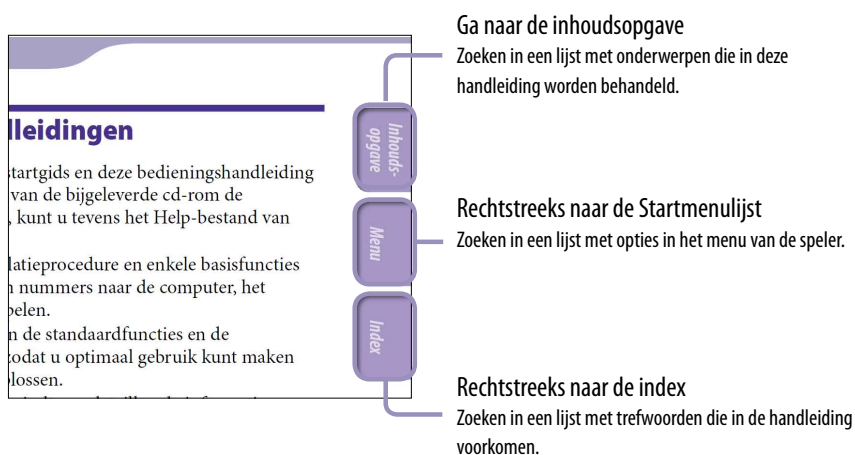 Ga naar de inhoudsopgave
Zoeken in een lijst met onderwerpen die in deze
handleiding worden behandeld.
lleidingen
startgids en deze bedieningshandleiding
van de bijgeleverde cd-rom de
, kunt u tevens het Help-bestand van
latieprocedure en enkele basisfuncties
n nummers naar de computer, het
pelen.
n de standaardfuncties en de
zodat u optimaal gebruik kunt maken
plossen.
Inhouds-
opgave
Menu
Index
Rechtstreeks naar de Startmenulijst
Zoeken in een lijst met opties in het menu van de speler.
Rechtstreeks naar de index
Zoeken in een lijst met trefwoorden die in de handleiding
voorkomen.